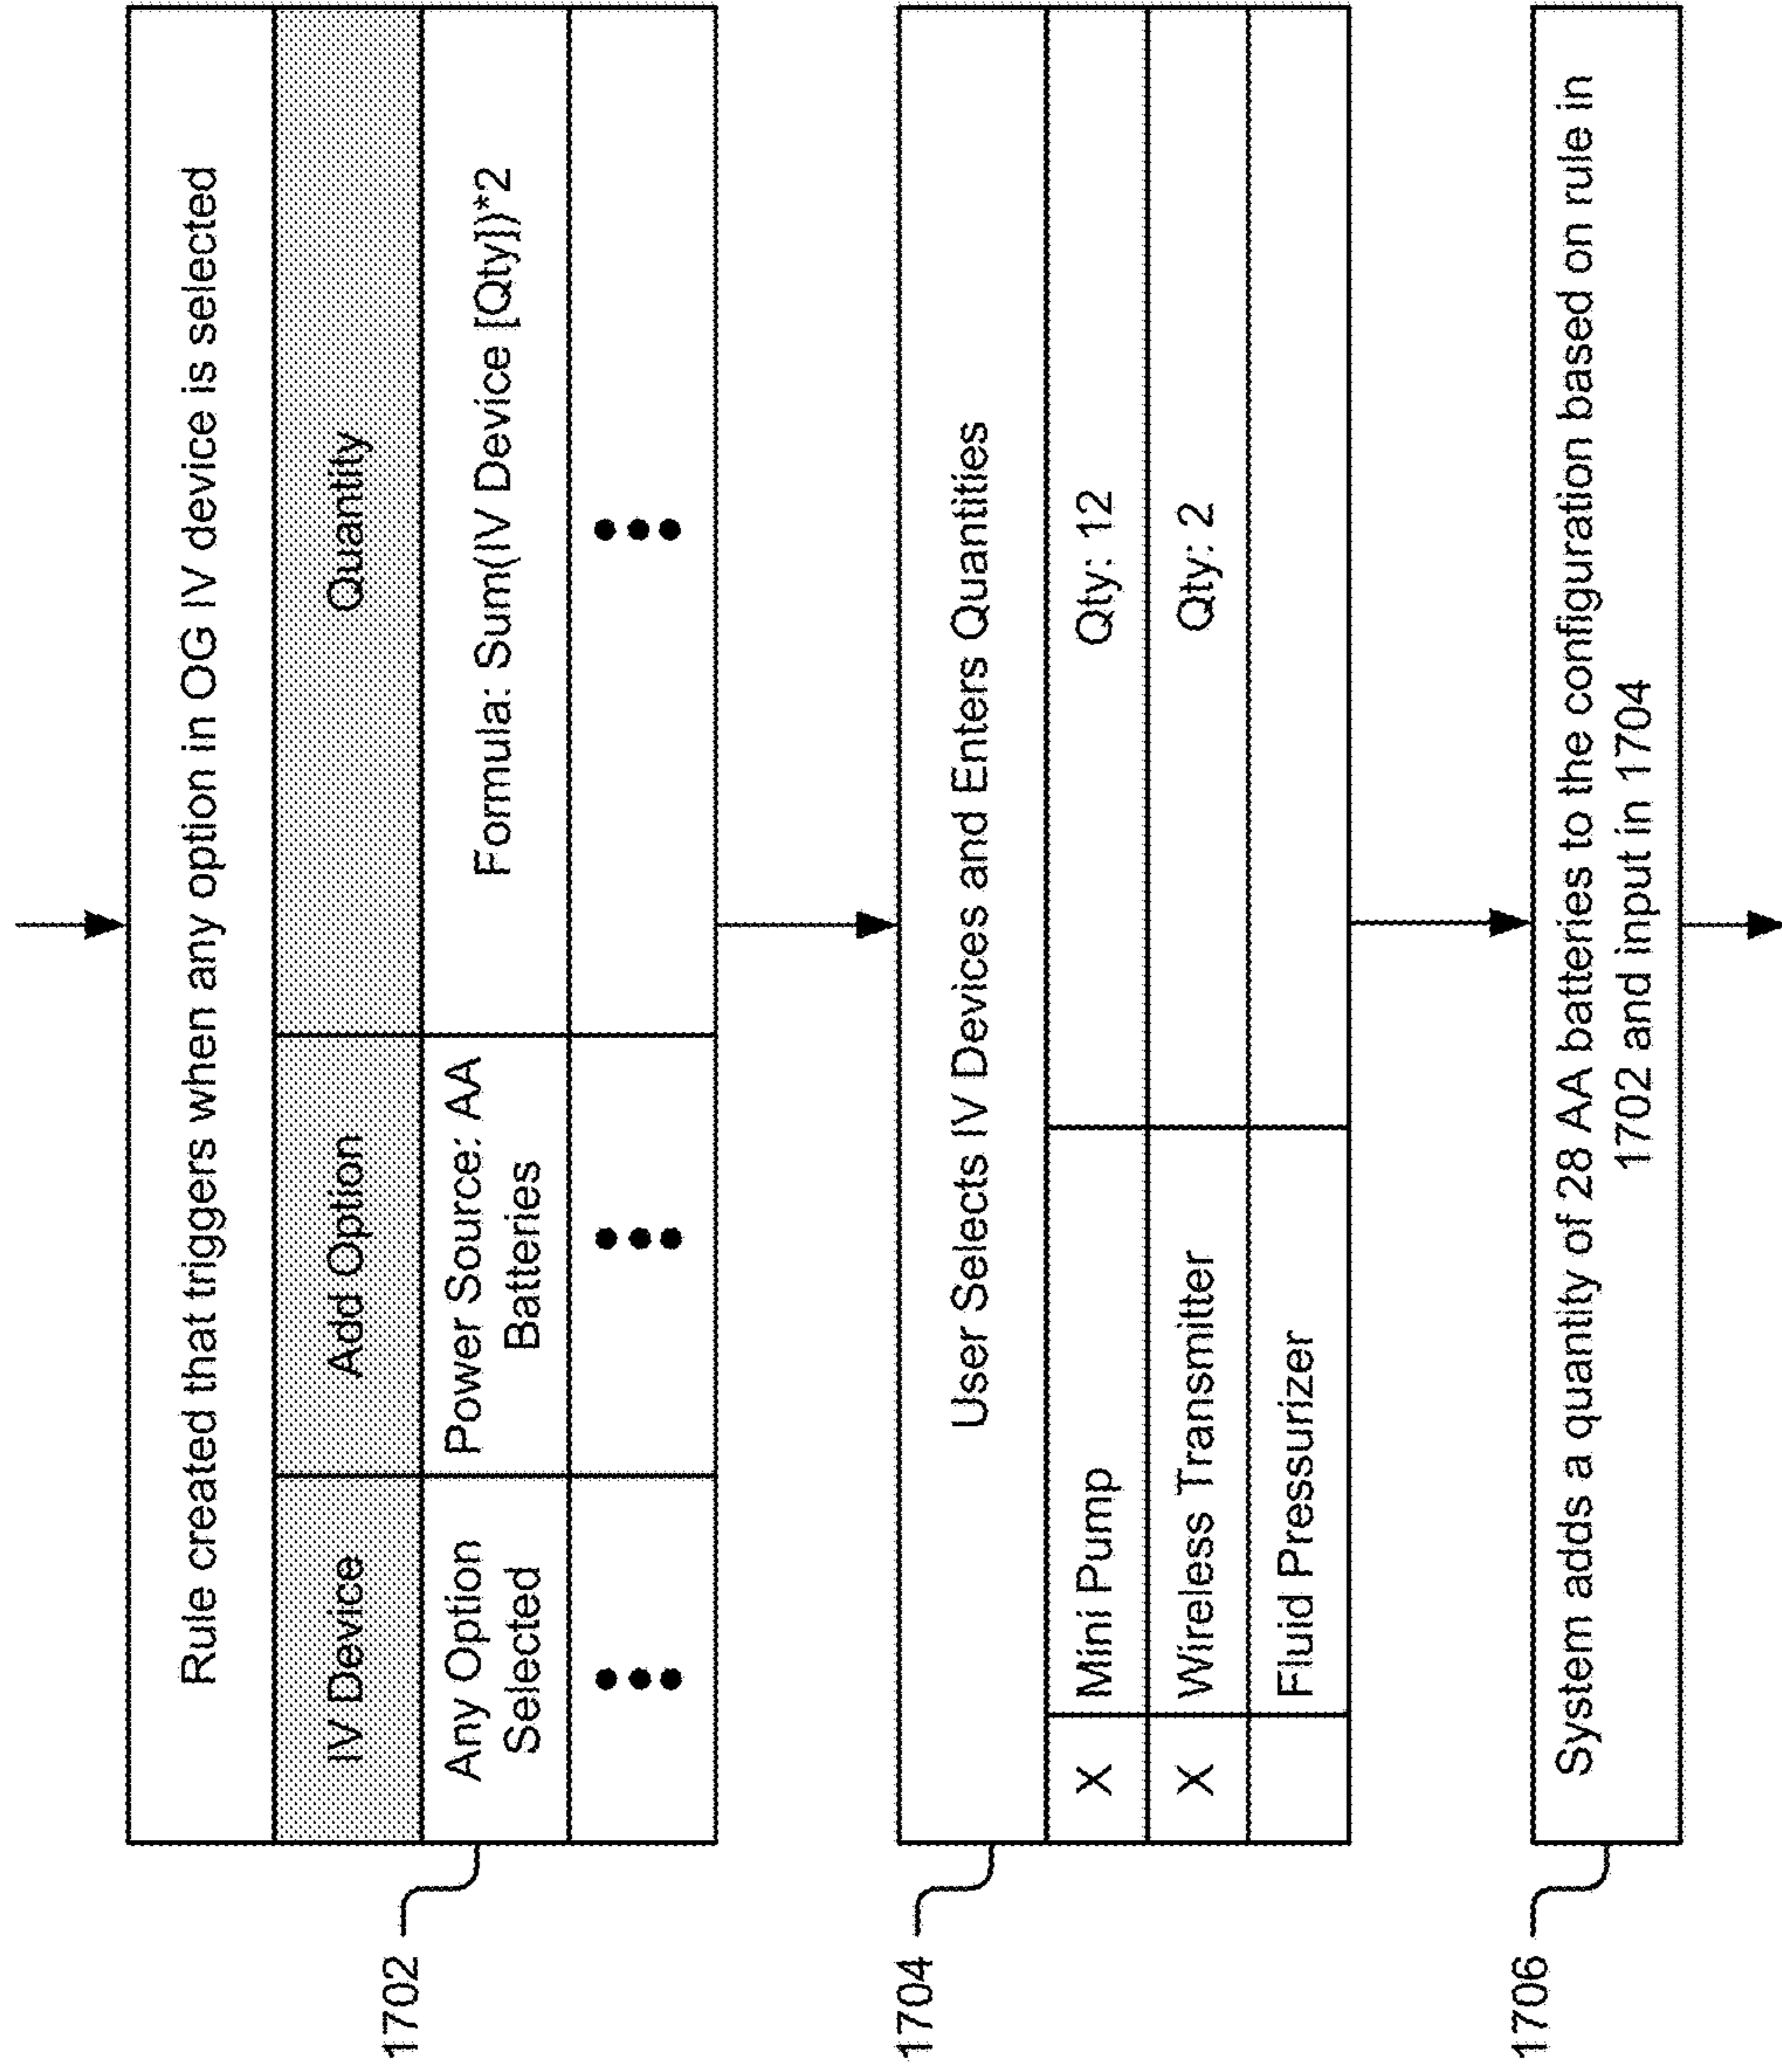 Rule created that triggers when any option in OG IV device is selected
IV Device
Add Option
Quantity
Any Option
Selected
Power Source: AA
Batteries
Formula: Sum(IV Device [Qty])*2
1702
User Selects IV Devices and Enters Quantities
X
Mini Pump
Qty: 12
X
Wireless Transmitter
Qty: 2
Fluid Pressurizer
1704
System adds a quantity of 28 AA batteries to the configuration based on rule in
1702 and input in 1704
1706